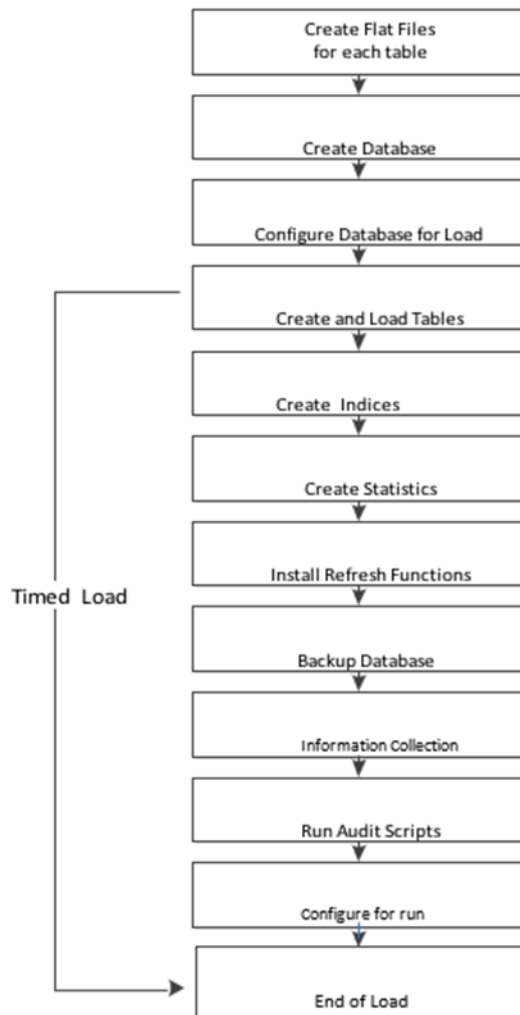 Create Flat Files
for each table
Create Database
Configure Database for Load
Create and Load Tables
Create Indices
Create Statistics
Install Refresh Functions
Timed Load
Backup Database
Information Collection
Run Audit Scripts
Configure for run
End of Load